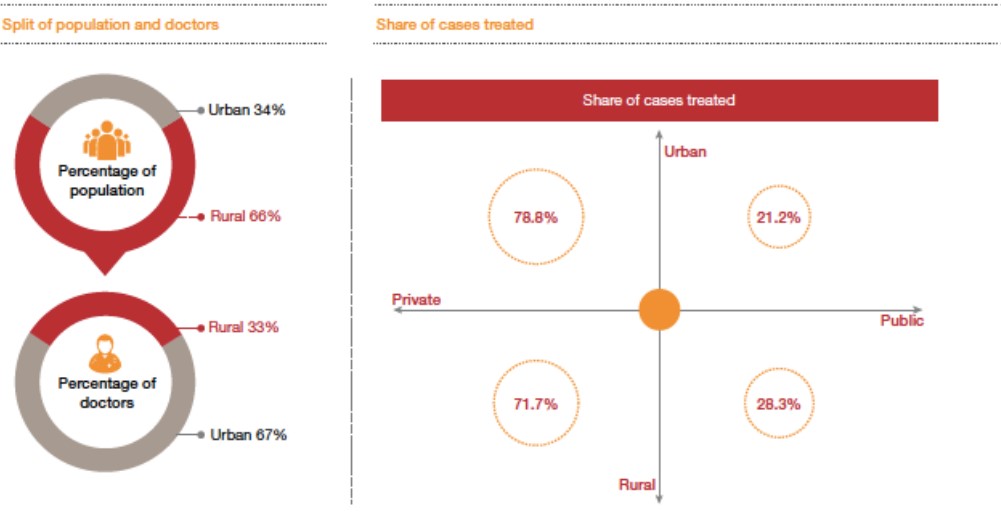 Split of population and doctors
Urban 34%
Percentage of
population
Rural 66%
Rural 33%
Percentage of
doctors
Urban 67%
Share of cases treated
Share of cases treated
Urban
78.8%
21.2%
Private
Public
71.7%
28.3%
Rural